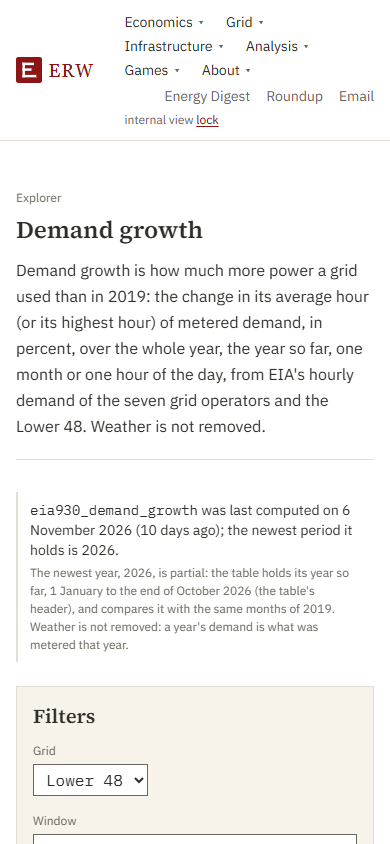 Economics ▾ Grid ▾
Infrastructure ▾ Analysis ▾
Games ▾ About ▾
E ERW
Energy Digest Roundup Email
internal view lock
Explorer
Demand growth
Demand growth is how much more power a grid
used than in 2019: the change in its average hour
(or its highest hour) of metered demand, in
percent, over the whole year, the year so far, one
month or one hour of the day, from EIA's hourly
demand of the seven grid operators and the
Lower 48. Weather is not removed.
eia930_demand_growth was last computed on 6
November 2026 (10 days ago); the newest period it
holds is 2026.
The newest year, 2026, is partial: the table holds its year so
far, 1 January to the end of October 2026 (the table's
header), and compares it with the same months of 2019.
Weather is not removed: a year's demand is what was
metered that year.
Filters
Grid
Lower 48
Window